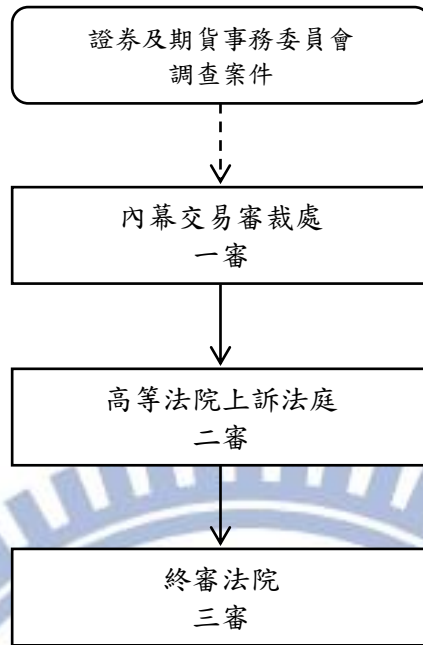 證券及期貨事務委員會
調查案件
內幕交易審裁處
一審
高等法院上訴法庭
二審
終審法院
三審